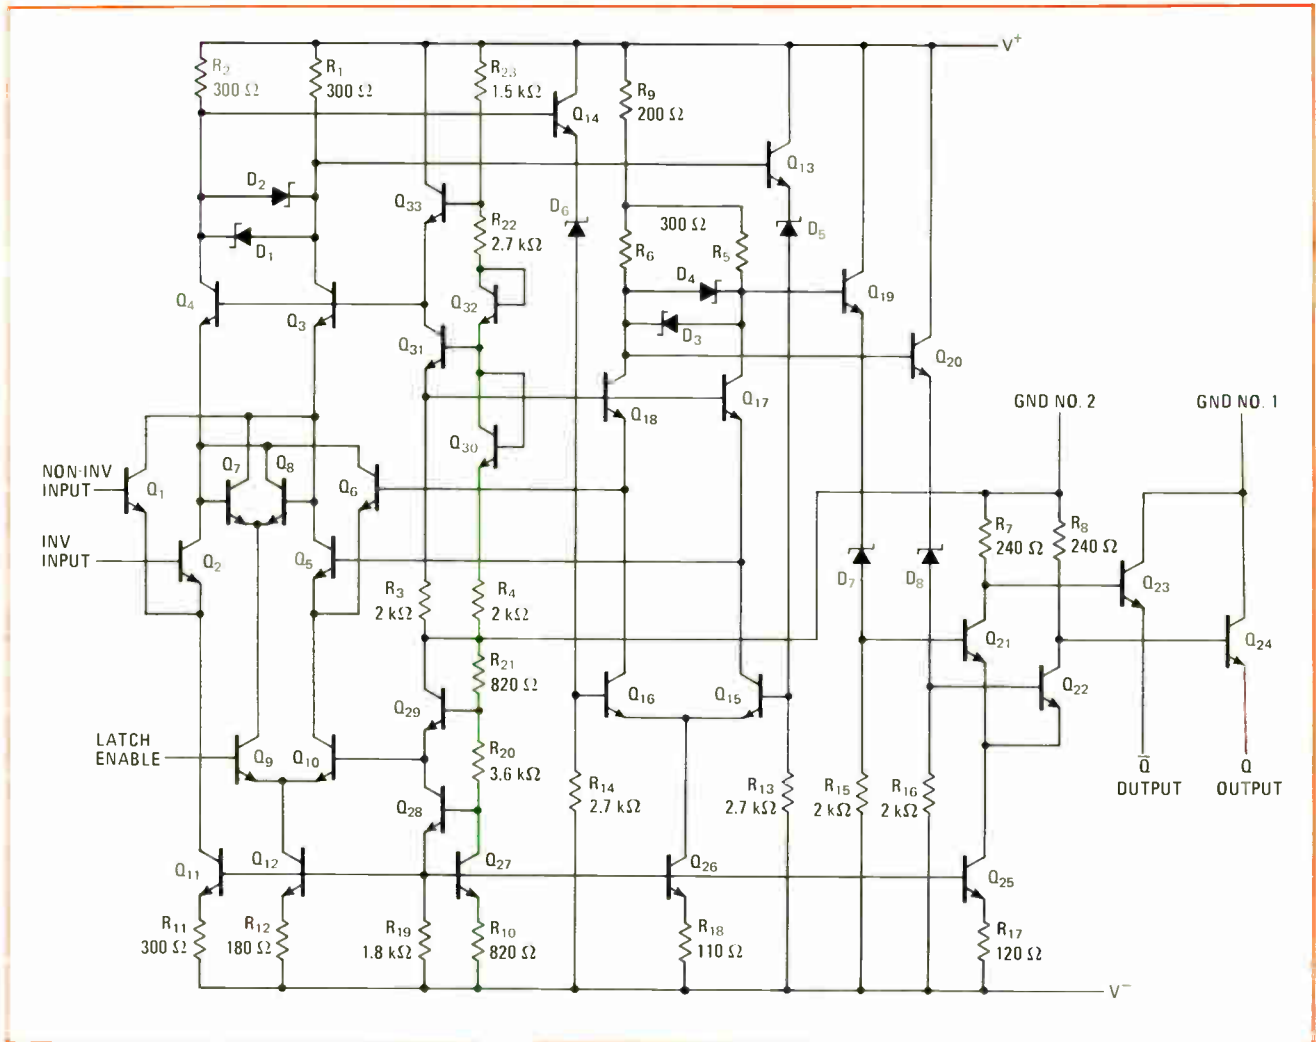 V+
R2
300 Ω
R1
300 Ω
R23
1.5 kΩ
Q14
R9
200 Ω
Q13
D2
D1
Q33
R22
2.7 kΩ
D6
300 Ω
R6
R5
D5
D4
D3
Q4
Q3
Q32
Q31
Q19
Q20
Q18
Q17
Q30
GND NO. 2
GND NO. 1
NON-INV
INPUT
Q1
Q7
Q8
Q6
INV
INPUT
Q2
Q5
R7
240 Ω
R8
240 Ω
D7
D8
Q23
R3
2 kΩ
R4
2 kΩ
Q21
Q24
R21
820 Ω
Q16
Q15
Q22
Q29
LATCH
ENABLE
Q9
Q10
R20
3.6 kΩ
R14
2.7 kΩ
R13
2.7 kΩ
R15
2 kΩ
R16
2 kΩ
Q̅
OUTPUT
Q
OUTPUT
Q28
Q11
Q12
Q27
Q26
Q25
R11
300 Ω
R12
180 Ω
R19
1.8 kΩ
R10
820 Ω
R18
110 Ω
R17
120 Ω
V−